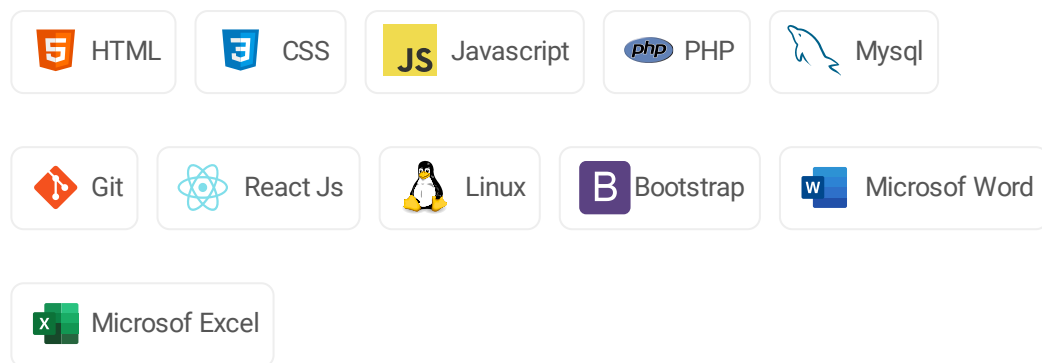 HTML CSS JS Javascript php PHP Mysql
Git React Js Linux B Bootstrap W Microsof Word
X Microsof Excel